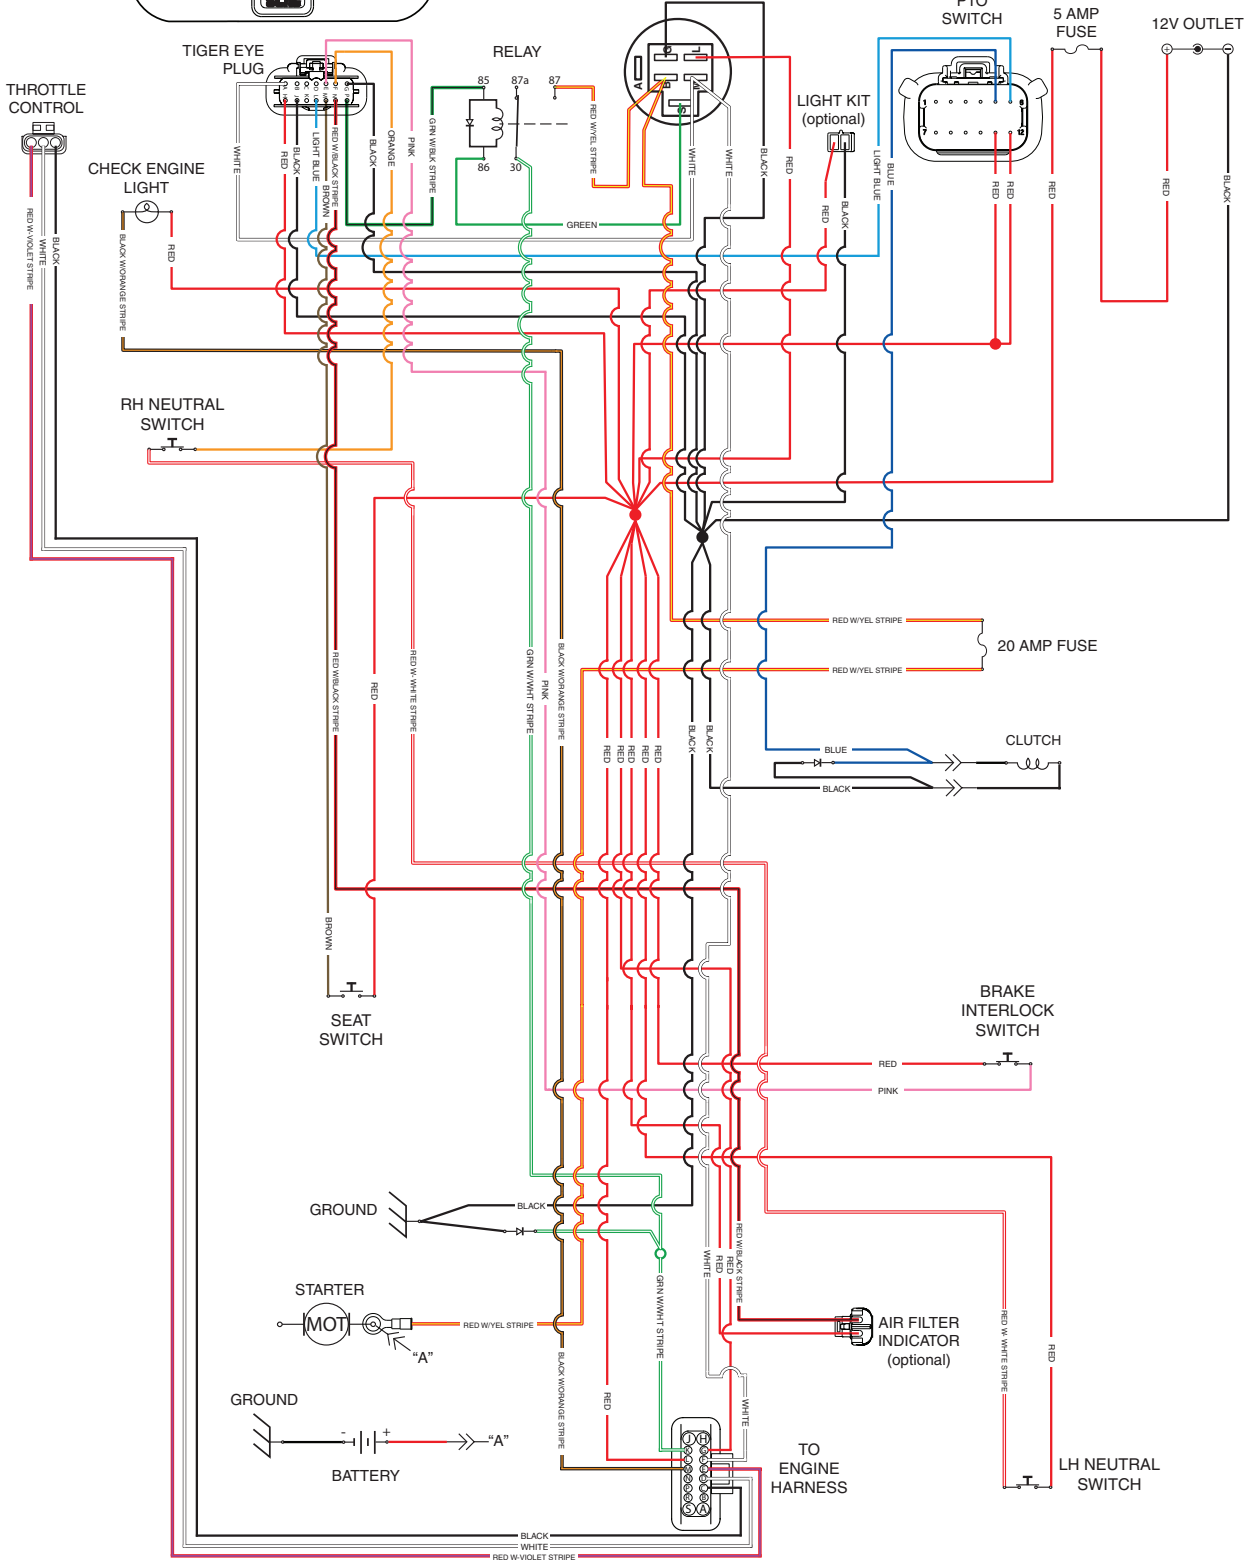 PTO
SWITCH
5 AMP
FUSE
12V OUTLET
TIGER EYE
PLUG
RELAY
THROTTLE
CONTROL
85
87a
87
G
L
A
B
M
S
LIGHT KIT
(optional)
1
6
7
12
CHECK ENGINE
LIGHT
86
30
WHITE
RED
BLACK
LIGHT BLUE
RED W/BLACK STRIPE
BROWN
BLACK
ORANGE
PINK
GRN W/BLK STRIPE
RED W/YEL STRIPE
WHITE
WHITE
BLACK
RED
RED
BLACK
LIGHT BLUE
BLUE
RED
RED
RED
RED
BLACK
GREEN
RED W-VIOLET STRIPE
WHITE
BLACK
BLACK W/ORANGE STRIPE
RED
RH NEUTRAL
SWITCH
RED W/YEL STRIPE
20 AMP FUSE
RED W/YEL STRIPE
RED W/BLACK STRIPE
RED
RED W- WHITE STRIPE
GRN W/WHT STRIPE
PINK
BLACK W/ORANGE STRIPE
RED
RED
RED
RED
RED
BLACK
BLACK
CLUTCH
BLUE
BLACK
BROWN
SEAT
SWITCH
BRAKE
INTERLOCK
SWITCH
RED
PINK
GROUND
BLACK
WHITE
RED
RED
RED W/BLACK STRIPE
GRN W/WHT STRIPE
STARTER
MOT
RED W/YEL STRIPE
"A"
AIR FILTER
INDICATOR
(optional)
RED W- WHITE STRIPE
RED
BLACK W/ORANGE STRIPE
RED
WHITE
GROUND
-
+
"A"
BATTERY
J H
K G
L F
M E
N D
P C
R B
S A
TO
ENGINE
HARNESS
LH NEUTRAL
SWITCH
BLACK
WHITE
RED W-VIOLET STRIPE